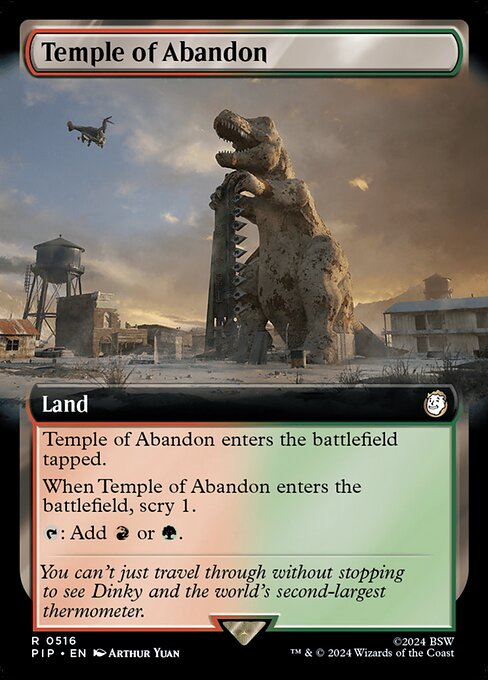 Temple of Abandon
Land
Temple of Abandon enters the battlefield
tapped.
When Temple of Abandon enters the
battlefield, scry 1.
: Add or .
You can't just travel through without stopping
to see Dinky and the world's second-largest
thermometer.
R 0516
PIP • EN Arthur Yuan
©2024 BSW
™ & © 2024 Wizards of the Coast